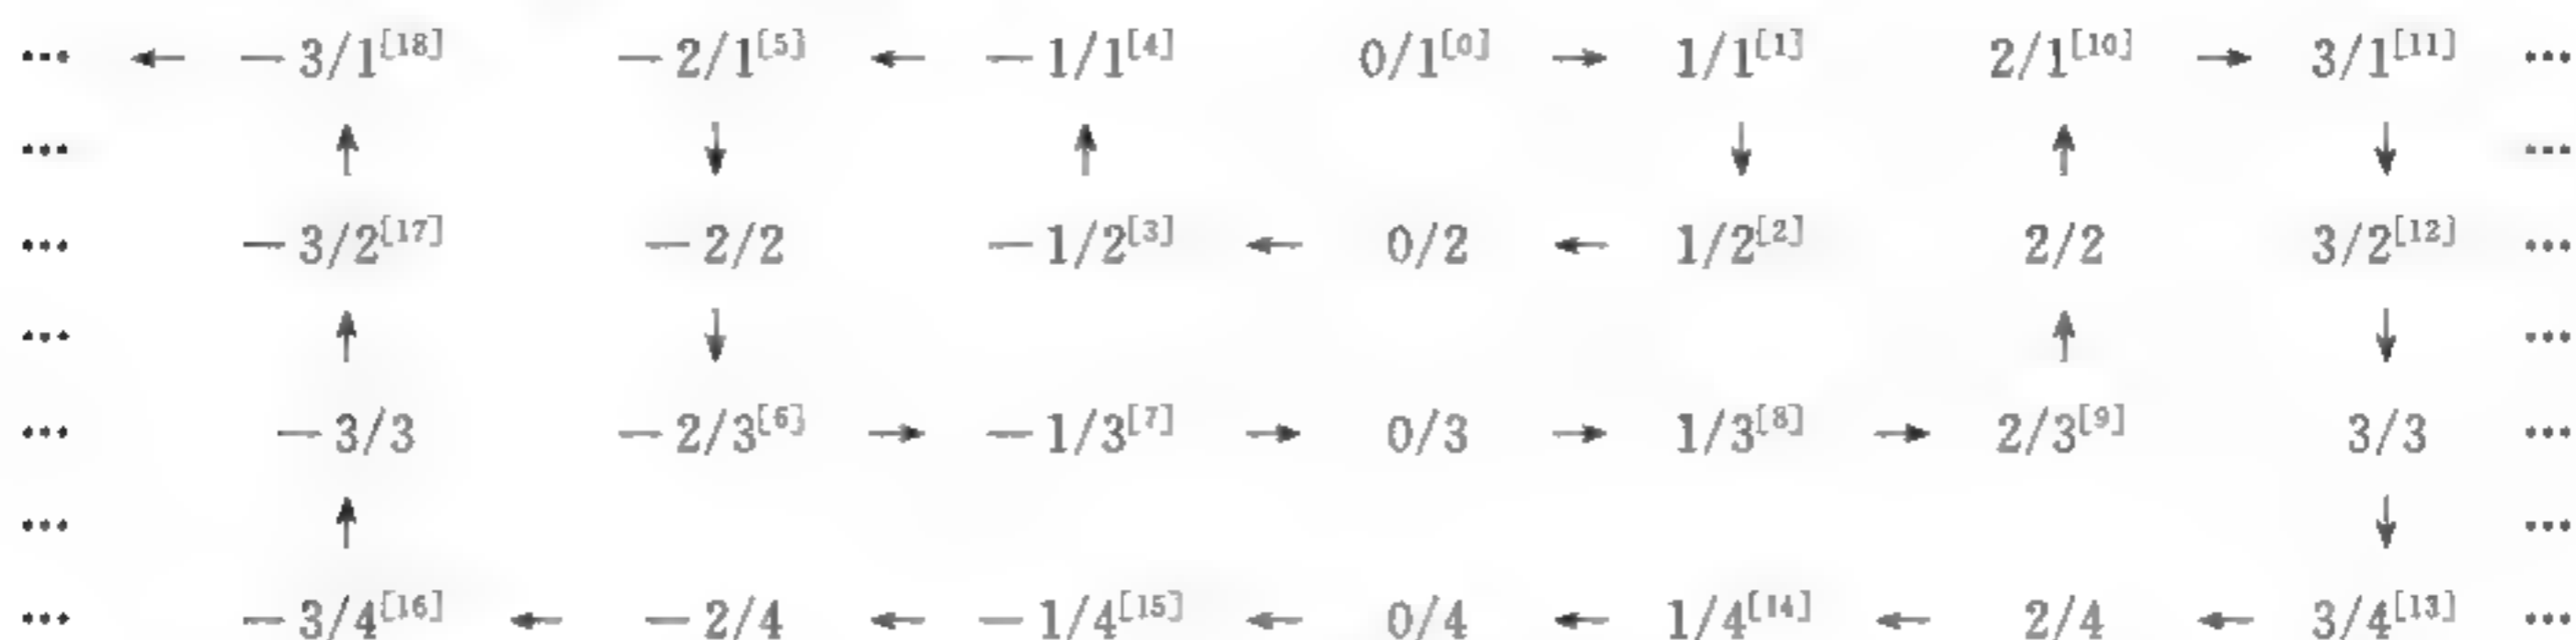 … ← −3/1^[18] −2/1^[5] ← −1/1^[4] 0/1^[0] → 1/1^[1] 2/1^[10] → 3/1^[11] …
… ↑ ↓ ↑ ↓ ↑ ↓ …
… −3/2^[17] −2/2 −1/2^[3] ← 0/2 ← 1/2^[2] 2/2 3/2^[12] …
… ↑ ↓ ↑ ↓ …
… −3/3 −2/3^[6] → −1/3^[7] → 0/3 → 1/3^[8] → 2/3^[9] 3/3 …
… ↑ ↓ …
… −3/4^[16] ← −2/4 ← −1/4^[15] ← 0/4 ← 1/4^[14] ← 2/4 ← 3/4^[13] …